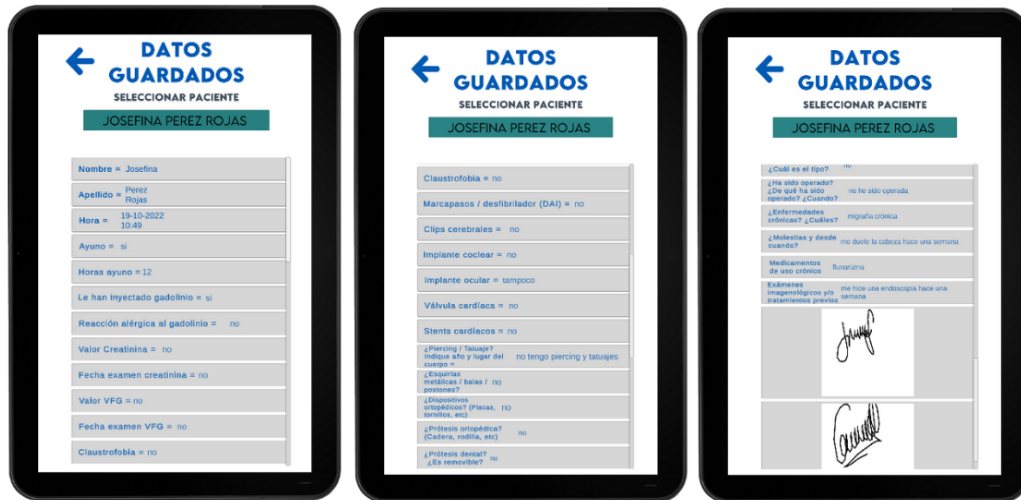 DATOS
GUARDADOS
SELECCIONAR PACIENTE
JOSEFINA PEREZ ROJAS
Nombre = Josefina
Apellido = Perez
Rojas
Hora = 19-10-2022
10:49
Ayuno = si
Horas ayuno = 12
Le han inyectado gadolinio = si
Reacción alérgica al gadolinio = no
Valor Creatinina = no
Fecha examen creatinina = no
Valor VFG = no
Fecha examen VFG = no
Claustrofobia = no
DATOS
GUARDADOS
SELECCIONAR PACIENTE
JOSEFINA PEREZ ROJAS
Claustrofobia = no
Marcapasos / desfibrilador (DAI) = no
Clips cerebrales = no
Implante coclear = no
Implante ocular = tampoco
Válvula cardíaca = no
Stents cardíacos = no
¿Piercing / Tatuaje?
Indique año y lugar del
cuerpo = no tengo piercing y tatuajes
¿Esquirlas
metálicas / balas / no
postones?
¿Dispositivos
ortopédicos? (Placas, no
tornillos, etc)
¿Prótesis ortopédica?
(Cadera, rodilla, etc) no
¿Prótesis dental?
¿Es removible? no
DATOS
GUARDADOS
SELECCIONAR PACIENTE
JOSEFINA PEREZ ROJAS
¿Cuál es el tipo? no
¿Ha sido operado?
¿De qué ha sido no he sido operada
operado? ¿Cuando?
¿Enfermedades
crónicas? ¿Cuáles? migraña crónica
¿Molestias y desde
cuando? me duele la cabeza hace una semana
Medicamentos
de uso crónico flunarizina
Exámenes
imagenológicos y/o me hice una endoscopia hace una
tratamientos previos semana